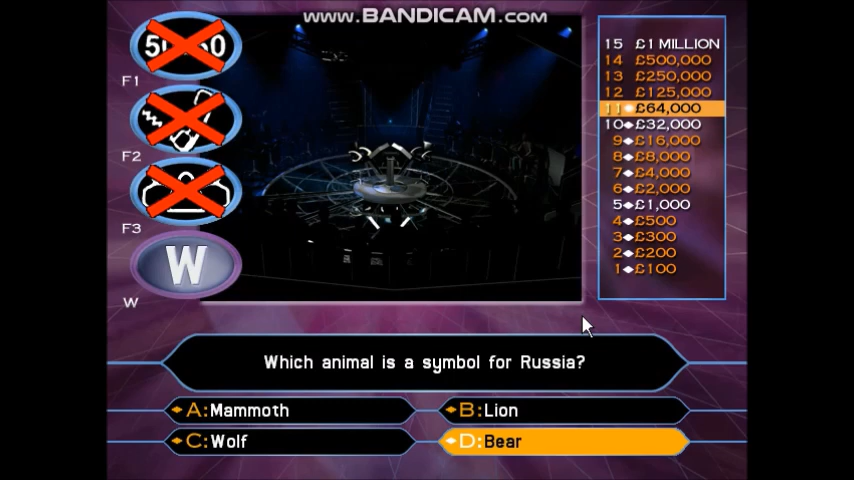 www.BANDICAM.com
F1
F2
F3
W
W
15 £1 MILLION
14 £500,000
13 £250,000
12 £125,000
11 £64,000
10 £32,000
9 £16,000
8 £8,000
7 £4,000
6 £2,000
5 £1,000
4 £500
3 £300
2 £200
1 £100
Which animal is a symbol for Russia?
A: Mammoth
B: Lion
C: Wolf
D: Bear